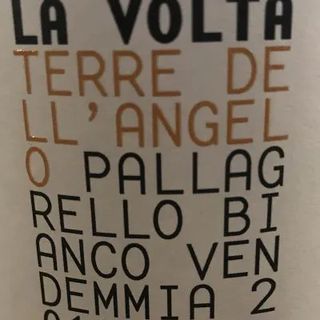 LA VOLTA
TERRE DE
LL'ANGEL
O PALLAG
RELLO BI
ANCO VEN
DEMMIA 2